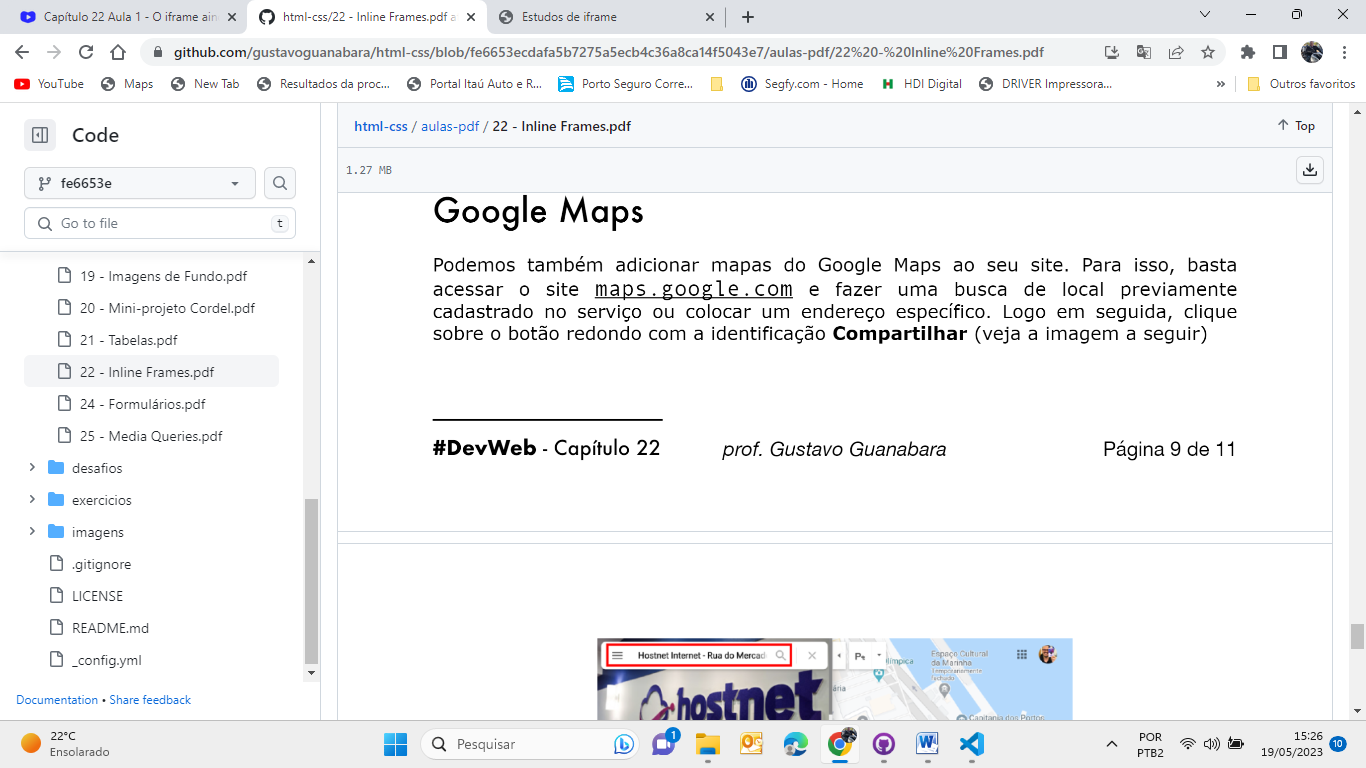 Capítulo 22 Aula 1 - O iframe ain
html-css/22 - Inline Frames.pdf a
Estudos de iframe
github.com/gustavoguanabara/html-css/blob/fe6653ecdafa5b7275a5ecb4c36a8ca14f5043e7/aulas-pdf/22%20-%20Inline%20Frames.pdf
YouTube
Maps
New Tab
Resultados da proc...
Portal Itaú Auto e R...
Porto Seguro Corre...
Segfy.com - Home
HDI Digital
DRIVER Impressora...
»
Outros favoritos
Code
fe6653e
Go to file
t
19 - Imagens de Fundo.pdf
20 - Mini-projeto Cordel.pdf
21 - Tabelas.pdf
22 - Inline Frames.pdf
24 - Formulários.pdf
25 - Media Queries.pdf
desafios
exercicios
imagens
.gitignore
LICENSE
README.md
_config.yml
Documentation • Share feedback
html-css / aulas-pdf / 22 - Inline Frames.pdf
Top
1.27 MB
Google Maps
Podemos também adicionar mapas do Google Maps ao seu site. Para isso, basta
acessar o site maps.google.com e fazer uma busca de local previamente
cadastrado no serviço ou colocar um endereço específico. Logo em seguida, clique
sobre o botão redondo com a identificação Compartilhar (veja a imagem a seguir)
#DevWeb - Capítulo 22
prof. Gustavo Guanabara
Página 9 de 11
Hostnet Internet - Rua do Mercad
hostnet
Espaço Cultural
da Marinha
Temporariamente
fechado
límpica
ária
Capitania dos Portos
22°C
Ensolarado
Pesquisar
1
POR
PTB2
15:26
19/05/2023
10